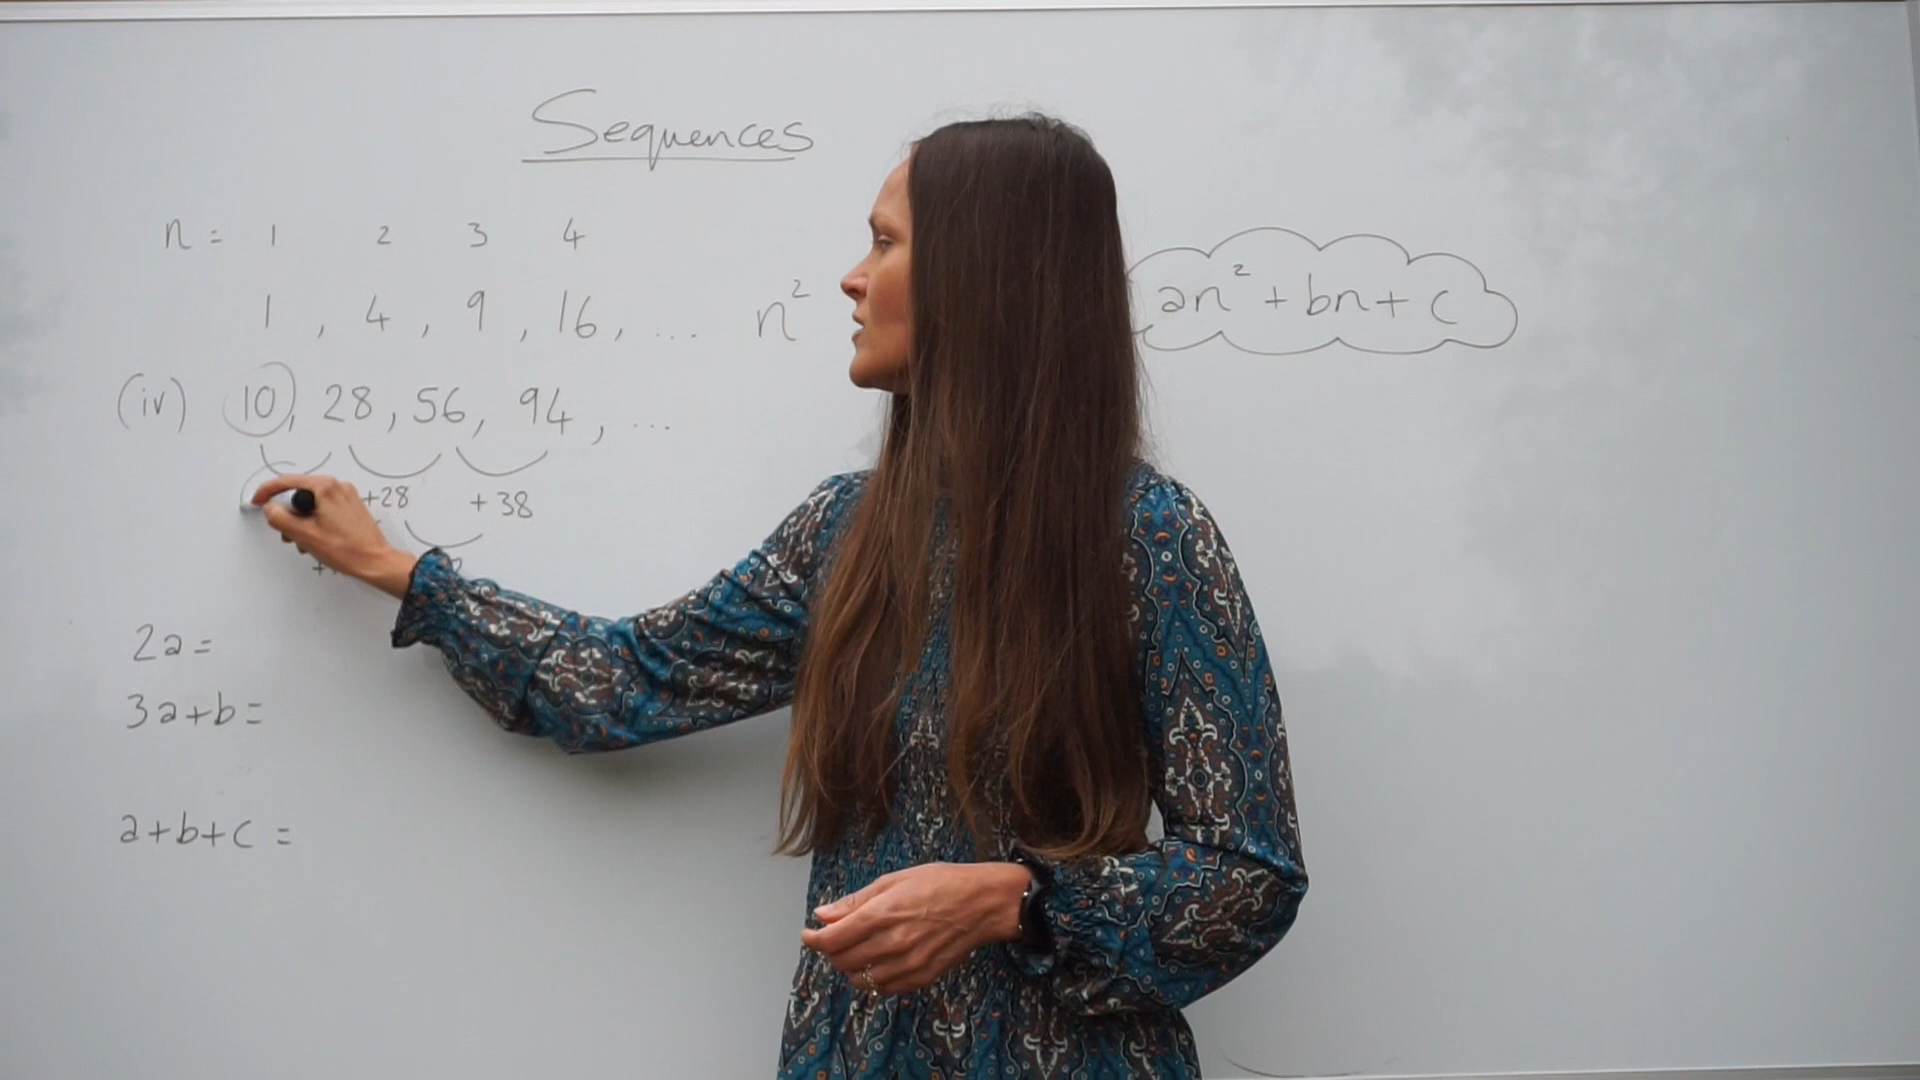 Sequences
n = 1 2 3 4
1 , 4 , 9 , 16 , ... n²
an² + bn + c
(iv) 10, 28, 56, 94, ...
+28 +38
2a =
3a+b =
a+b+c =